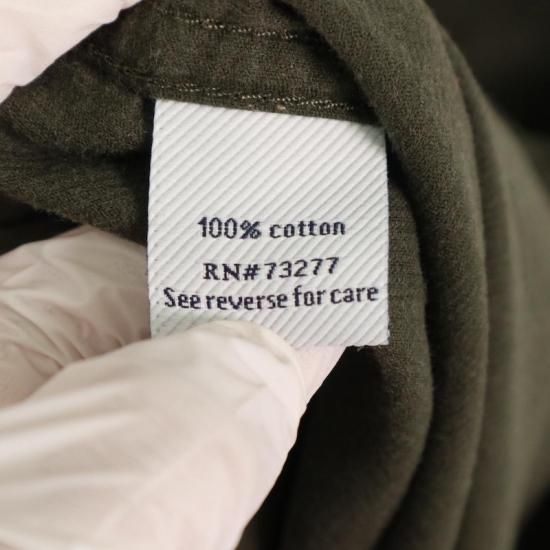 100% cotton
RN#73277
See reverse for care